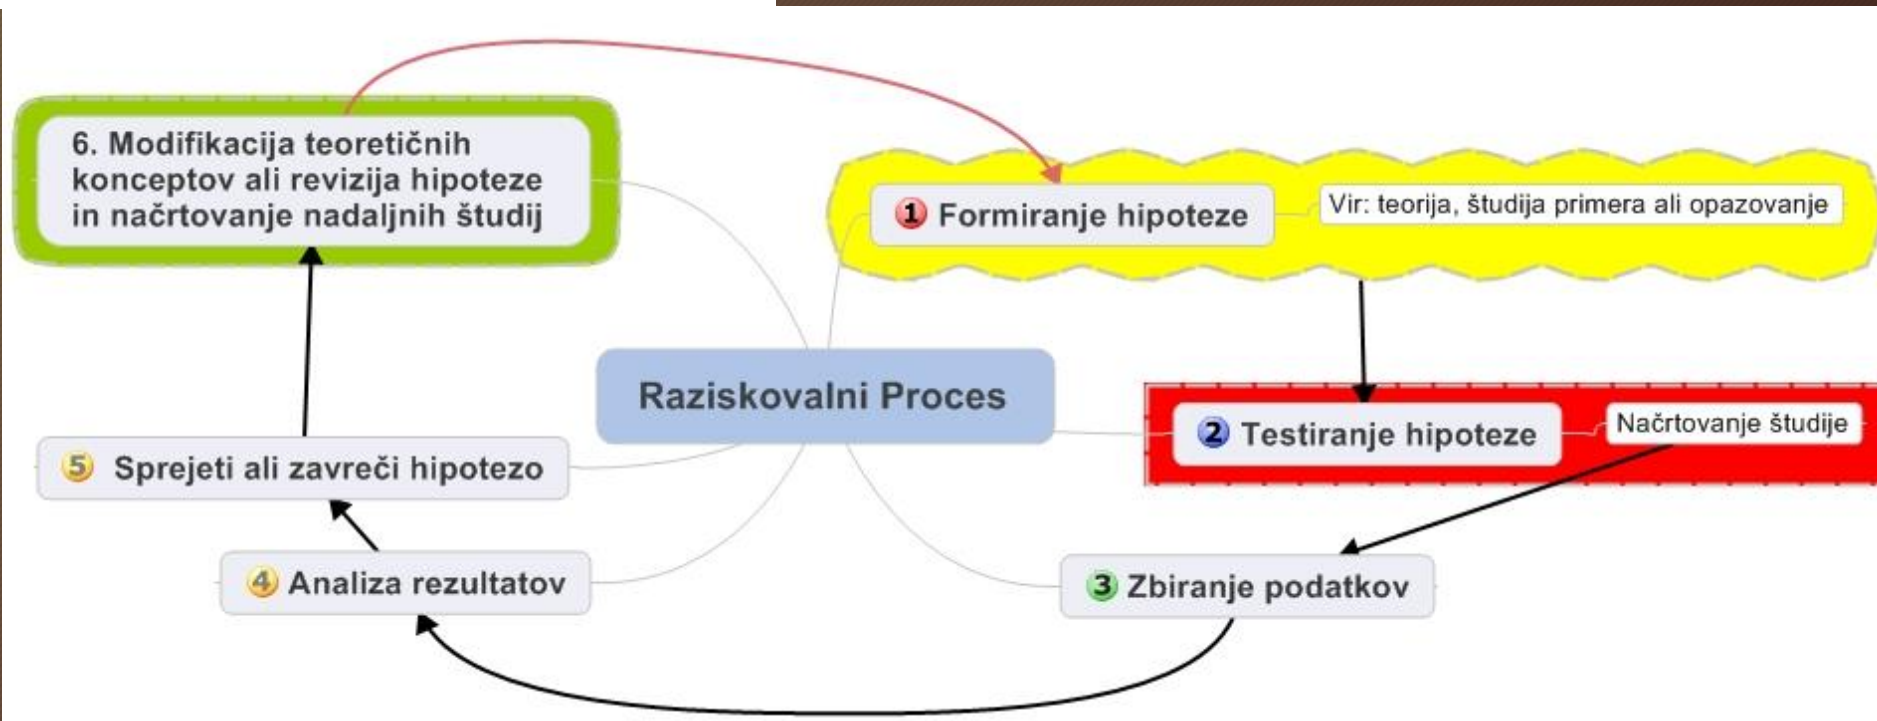 6. Modifikacija teoretičnih
konceptov ali revizija hipoteze
in načrtovanje nadaljnih študij
1 Formiranje hipoteze
Vir: teorija, študija primera ali opazovanje
Raziskovalni Proces
2 Testiranje hipoteze
Načrtovanje študije
5 Sprejeti ali zavreči hipotezo
4 Analiza rezultatov
3 Zbiranje podatkov